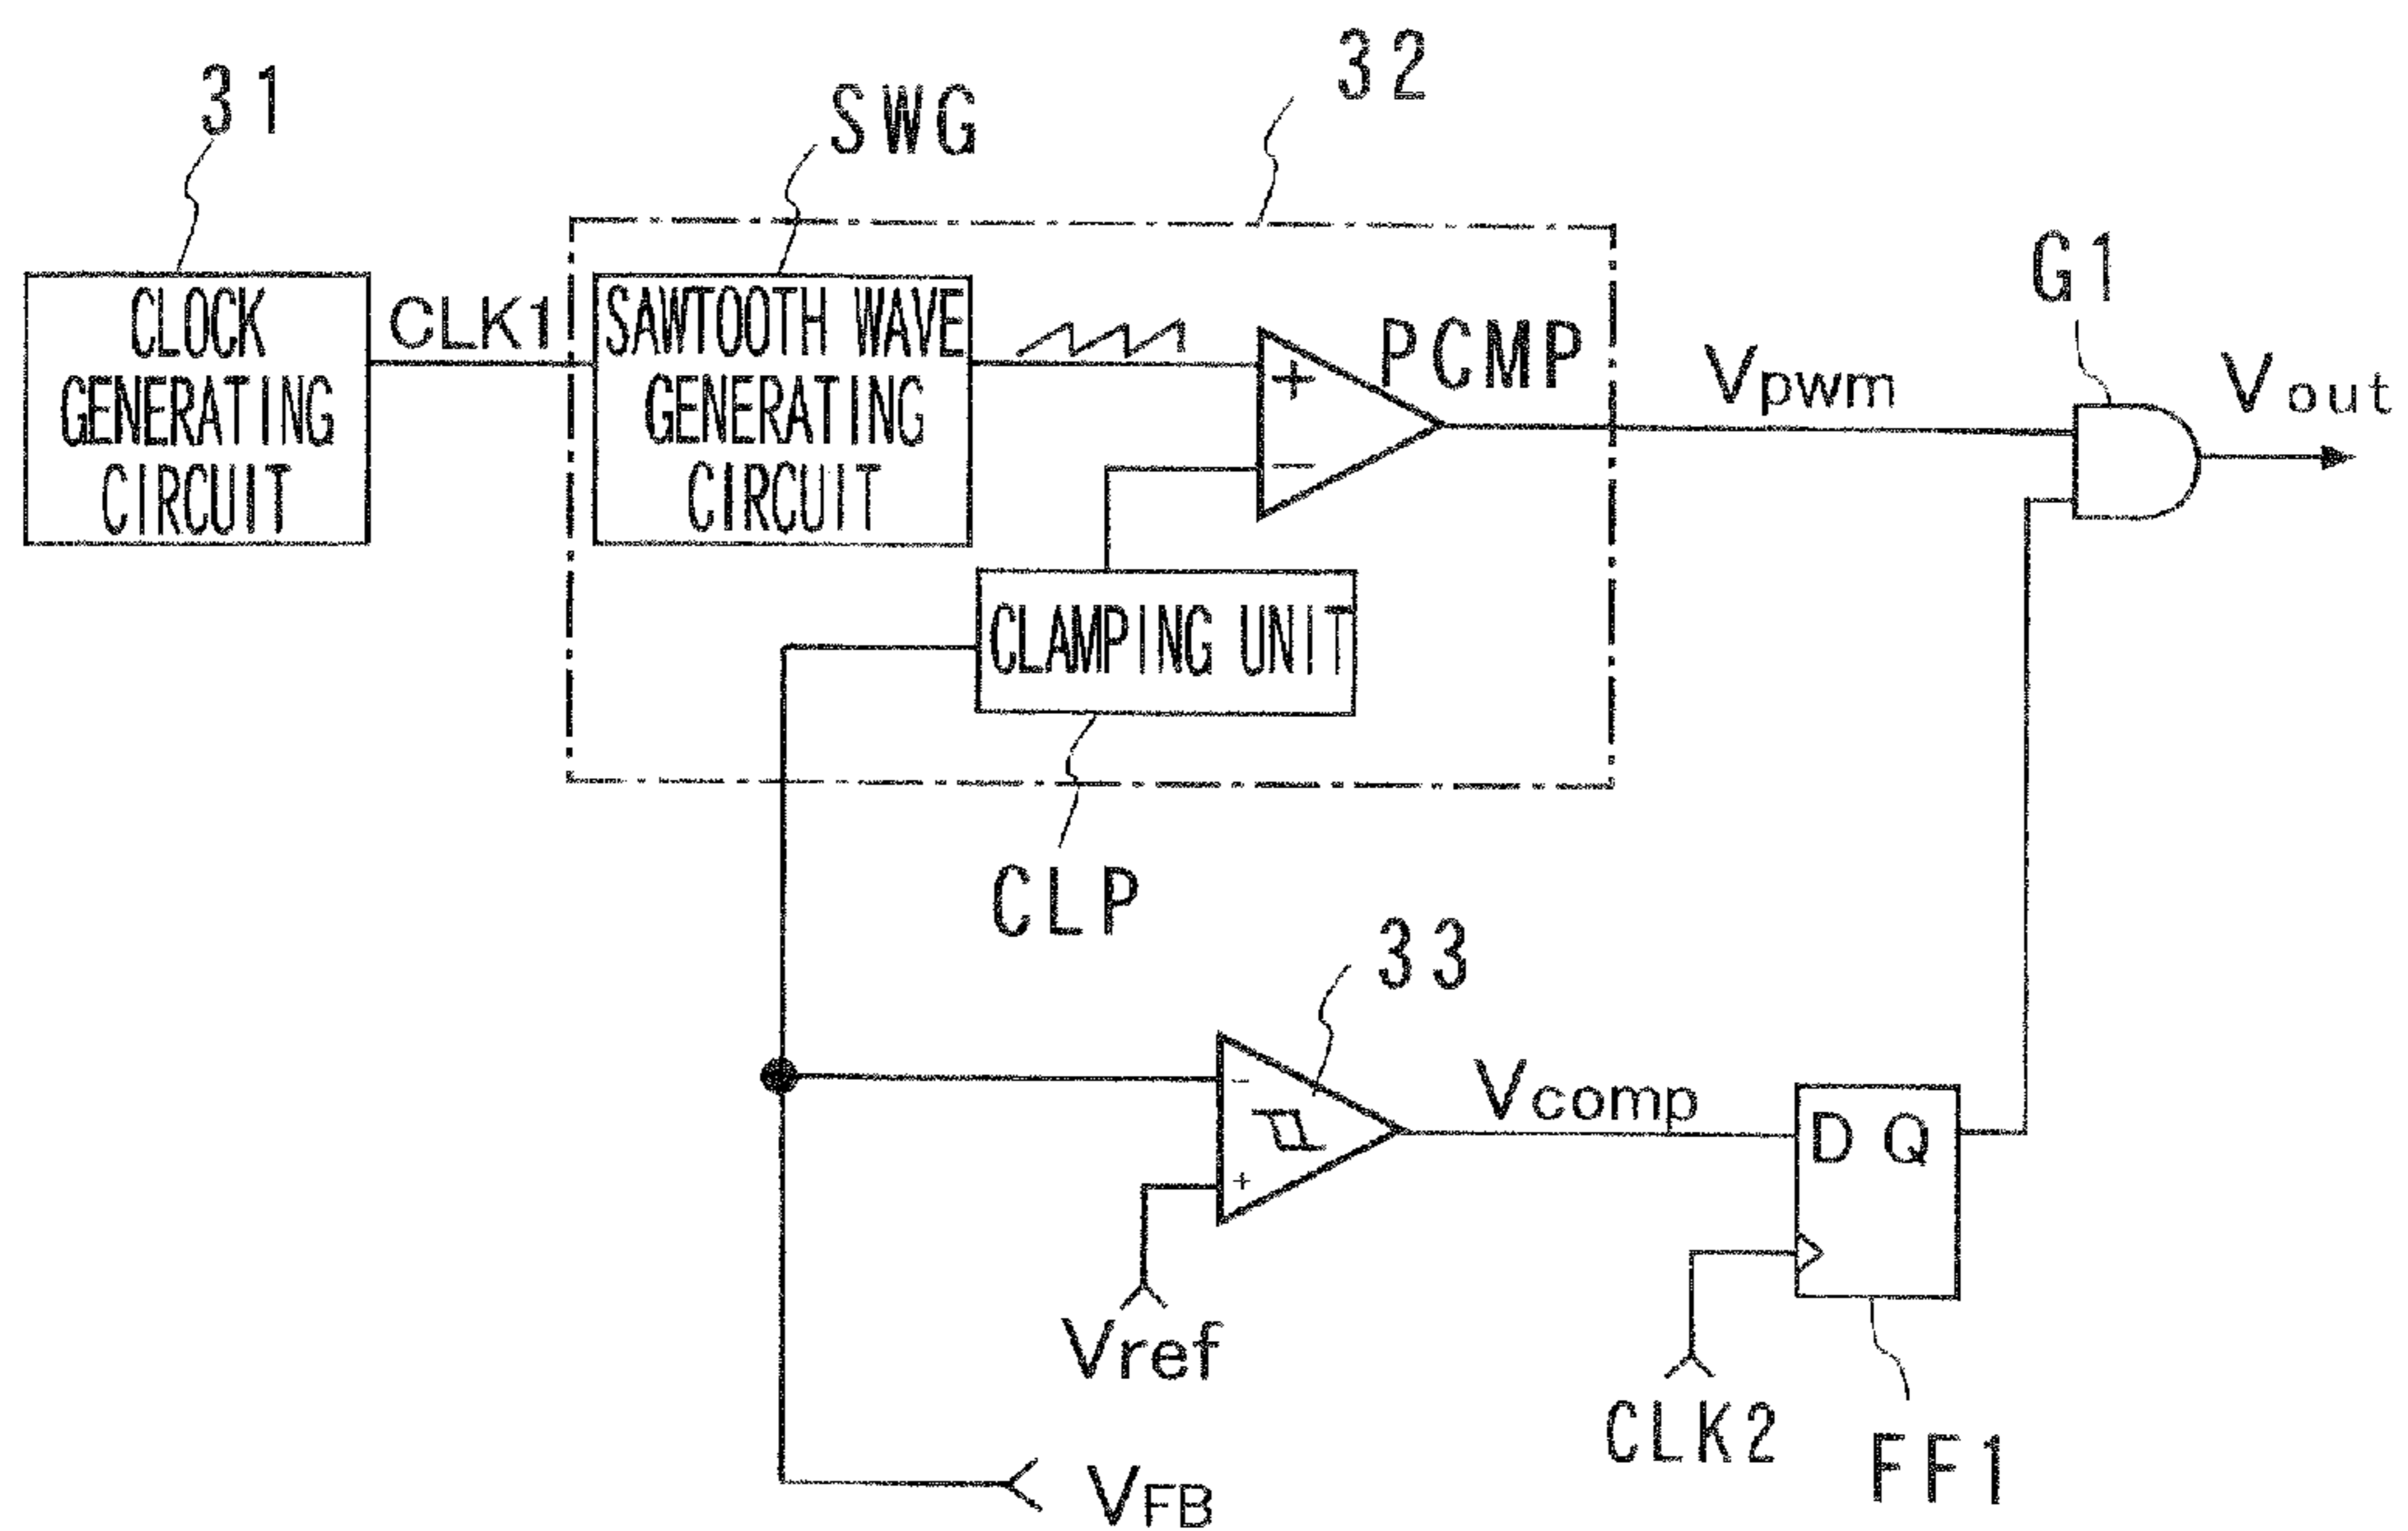 31
SWG
32
CLOCK
GENERATING
CIRCUIT
CLK1
SAWTOOTH WAVE
GENERATING
CIRCUIT
+
−
PCMP
Vpwm
G1
Vout
CLAMPING UNIT
CLP
33
-
+
Vcomp
D Q
Vref
CLK2
FF1
VFB